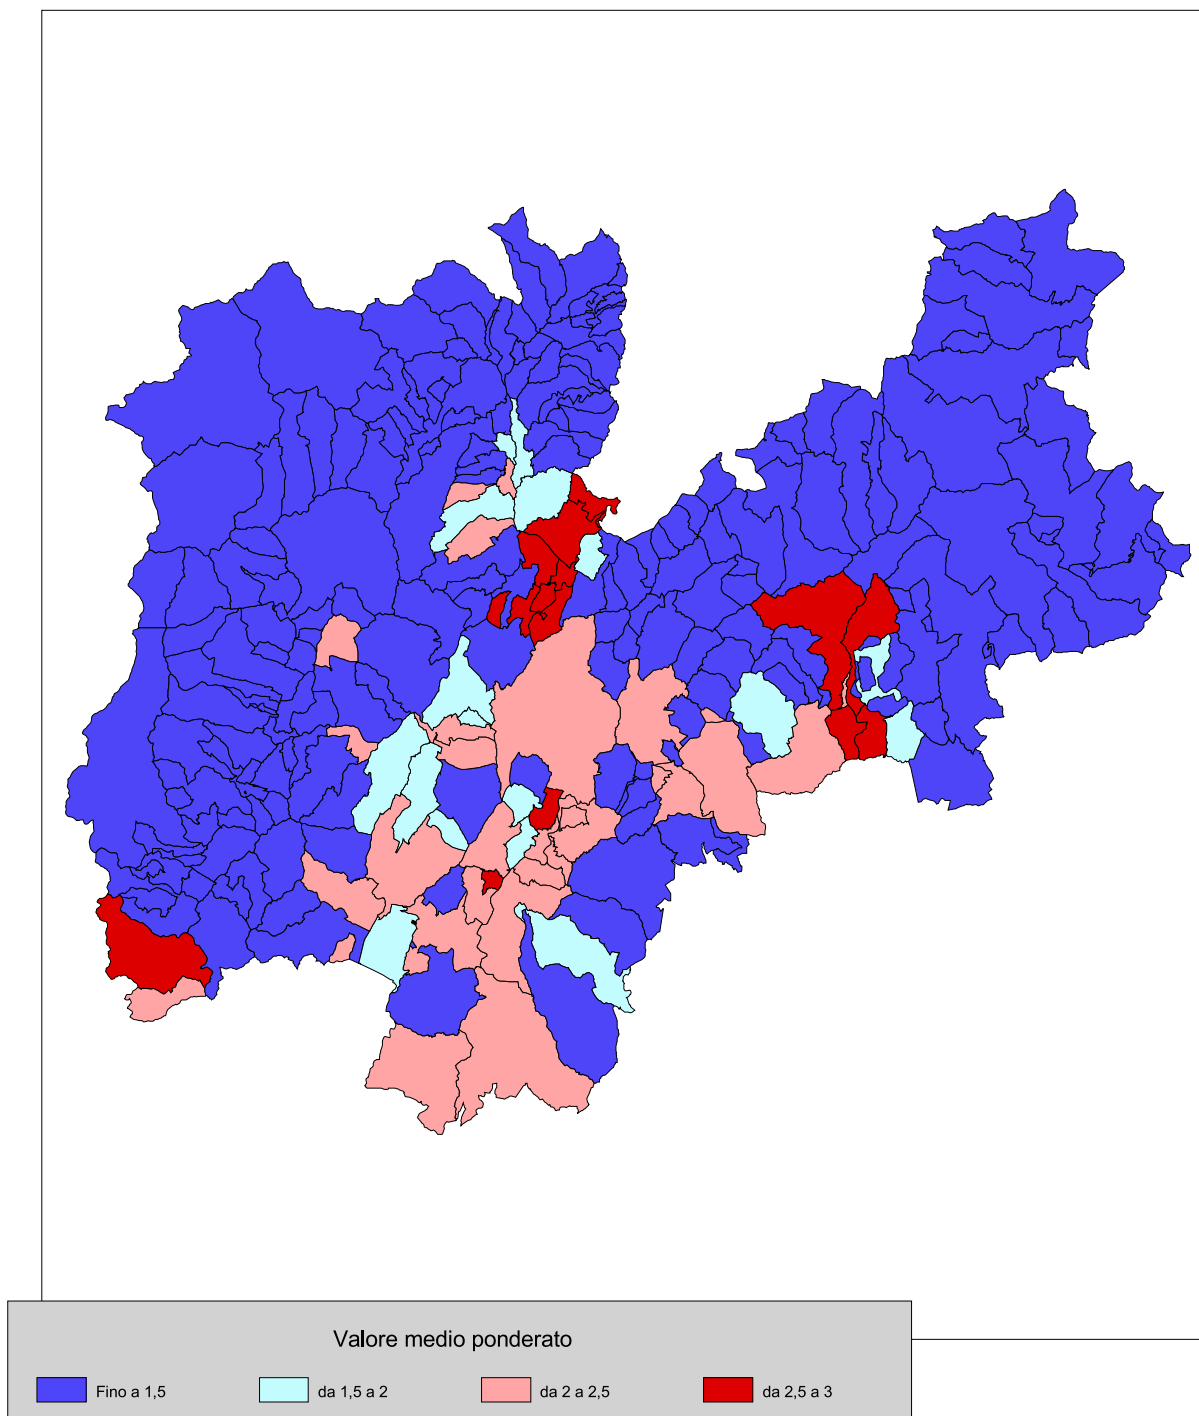 Valore medio ponderato
Fino a 1,5
da 1,5 a 2
da 2 a 2,5
da 2,5 a 3